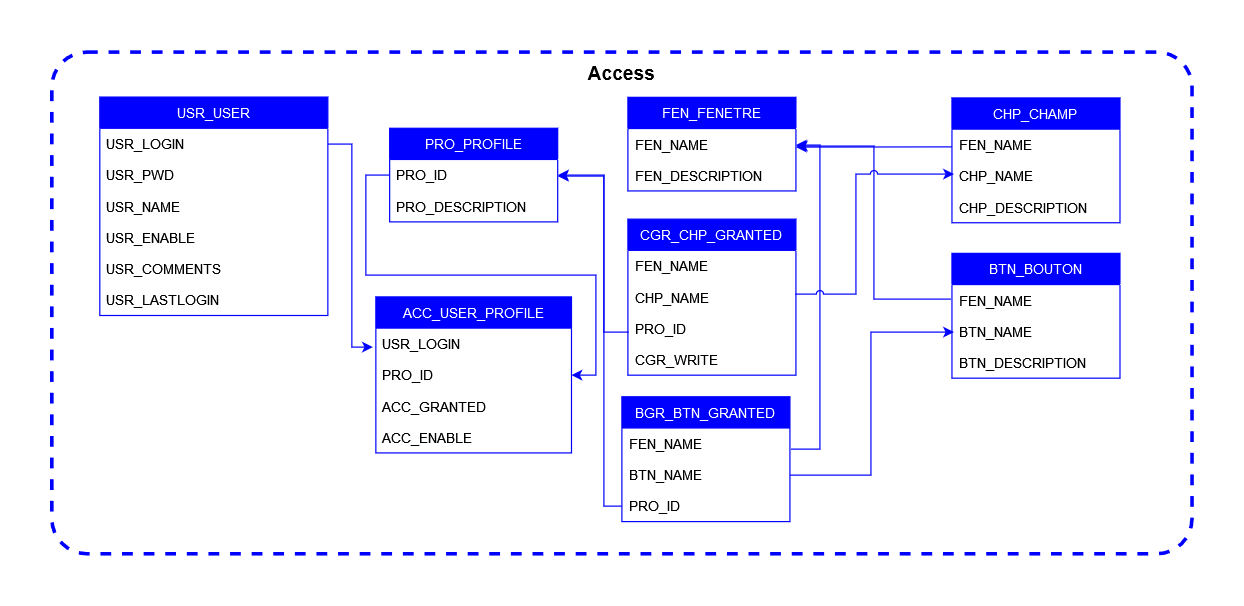 Access
USR_USER
USR_LOGIN
USR_PWD
USR_NAME
USR_ENABLE
USR_COMMENTS
USR_LASTLOGIN
PRO_PROFILE
PRO_ID
PRO_DESCRIPTION
ACC_USER_PROFILE
USR_LOGIN
PRO_ID
ACC_GRANTED
ACC_ENABLE
FEN_FENETRE
FEN_NAME
FEN_DESCRIPTION
CGR_CHP_GRANTED
FEN_NAME
CHP_NAME
PRO_ID
CGR_WRITE
BGR_BTN_GRANTED
FEN_NAME
BTN_NAME
PRO_ID
CHP_CHAMP
FEN_NAME
CHP_NAME
CHP_DESCRIPTION
BTN_BOUTON
FEN_NAME
BTN_NAME
BTN_DESCRIPTION